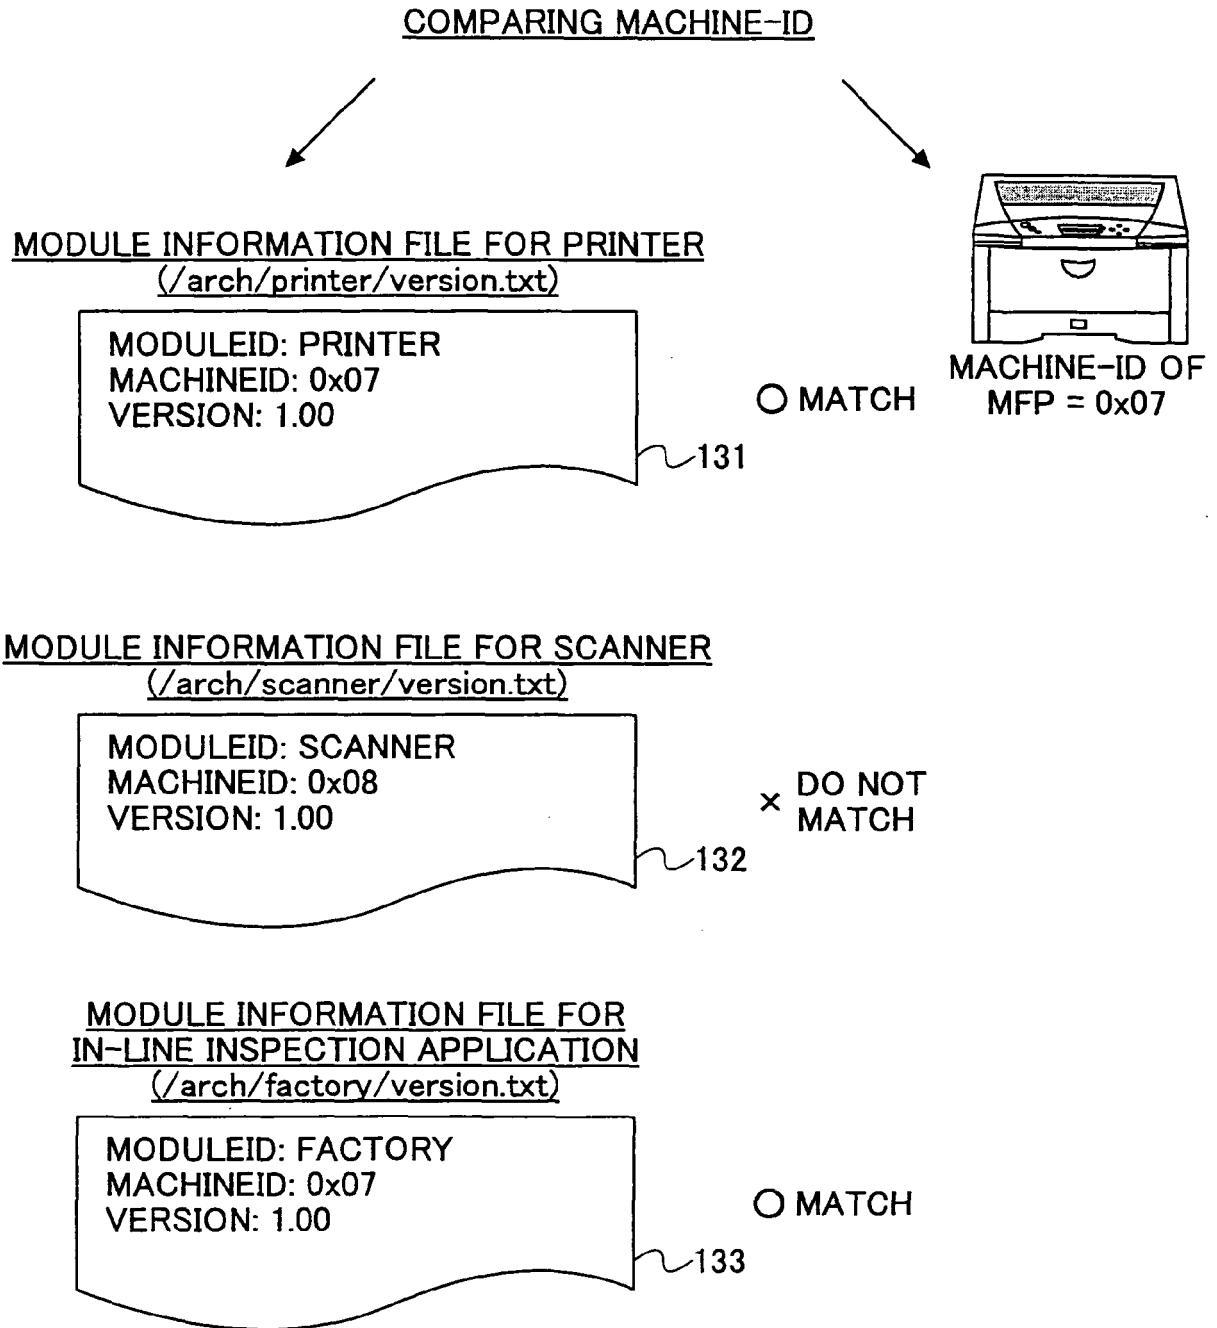 COMPARING MACHINE-ID
MODULE INFORMATION FILE FOR PRINTER
(/arch/printer/version.txt)
MODULEID: PRINTER
MACHINEID: 0x07
VERSION: 1.00
131
○ MATCH
MACHINE-ID OF
MFP = 0x07
MODULE INFORMATION FILE FOR SCANNER
(/arch/scanner/version.txt)
MODULEID: SCANNER
MACHINEID: 0x08
VERSION: 1.00
132
× DO NOT
MATCH
MODULE INFORMATION FILE FOR
IN-LINE INSPECTION APPLICATION
(/arch/factory/version.txt)
MODULEID: FACTORY
MACHINEID: 0x07
VERSION: 1.00
133
○ MATCH